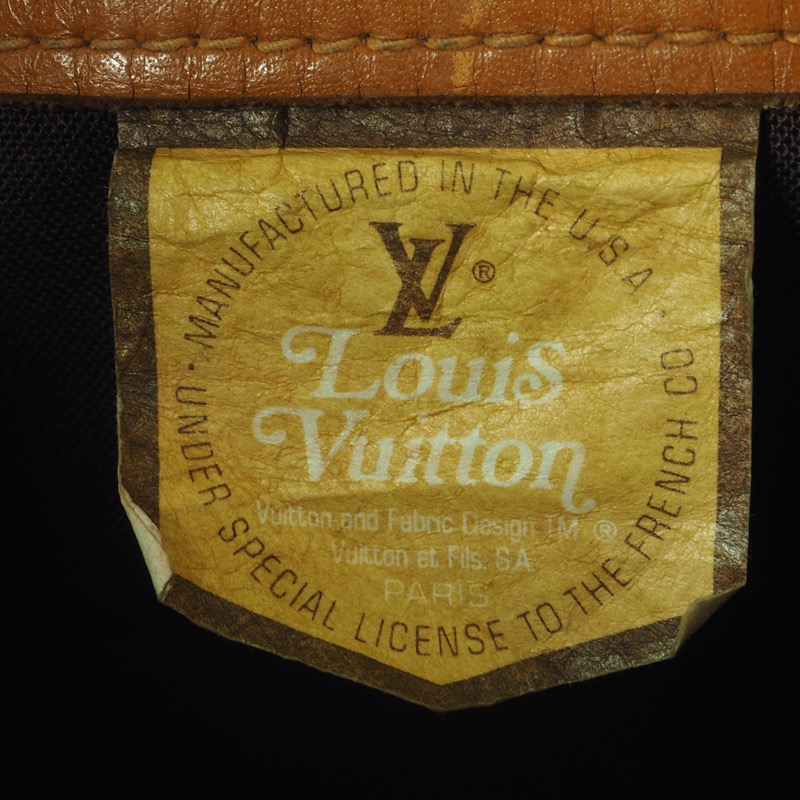 MANUFACTURED IN THE U.S.A.
LV ®
Louis
Vuitton
Vuitton and Fabric Design TM ®
Vuitton et Fils. S.A.
PARIS
· UNDER SPECIAL LICENSE TO THE FRENCH CO ·